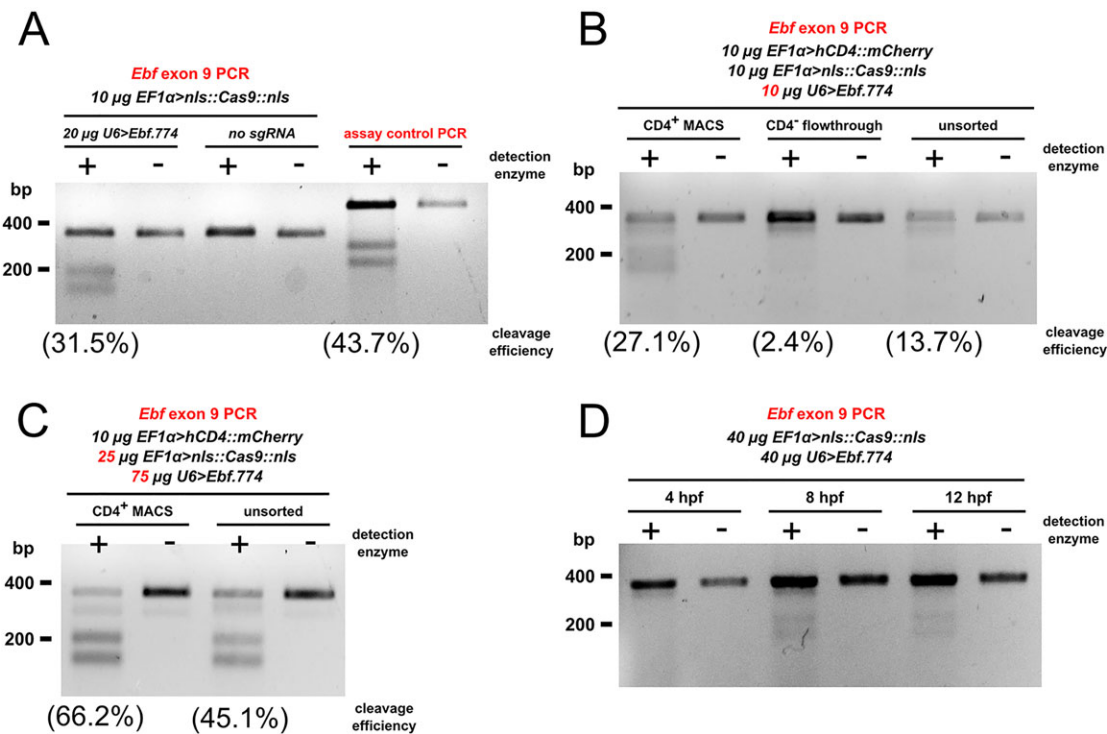 A
Ebf exon 9 PCR
10 µg EF1α>nls::Cas9::nls
20 µg U6>Ebf.774 no sgRNA assay control PCR
+ - + - + - detection enzyme
bp
400
200
(31.5%) (43.7%) cleavage efficiency
B
Ebf exon 9 PCR
10 µg EF1α>hCD4::mCherry
10 µg EF1α>nls::Cas9::nls
10 µg U6>Ebf.774
CD4+ MACS CD4- flowthrough unsorted
+ - + - + - detection enzyme
bp
400
200
(27.1%) (2.4%) (13.7%) cleavage efficiency
C
Ebf exon 9 PCR
10 µg EF1α>hCD4::mCherry
25 µg EF1α>nls::Cas9::nls
75 µg U6>Ebf.774
CD4+ MACS unsorted
+ - + - detection enzyme
bp
400
200
(66.2%) (45.1%) cleavage efficiency
D
Ebf exon 9 PCR
40 µg EF1α>nls::Cas9::nls
40 µg U6>Ebf.774
4 hpf 8 hpf 12 hpf
+ - + - + - detection enzyme
bp
400
200